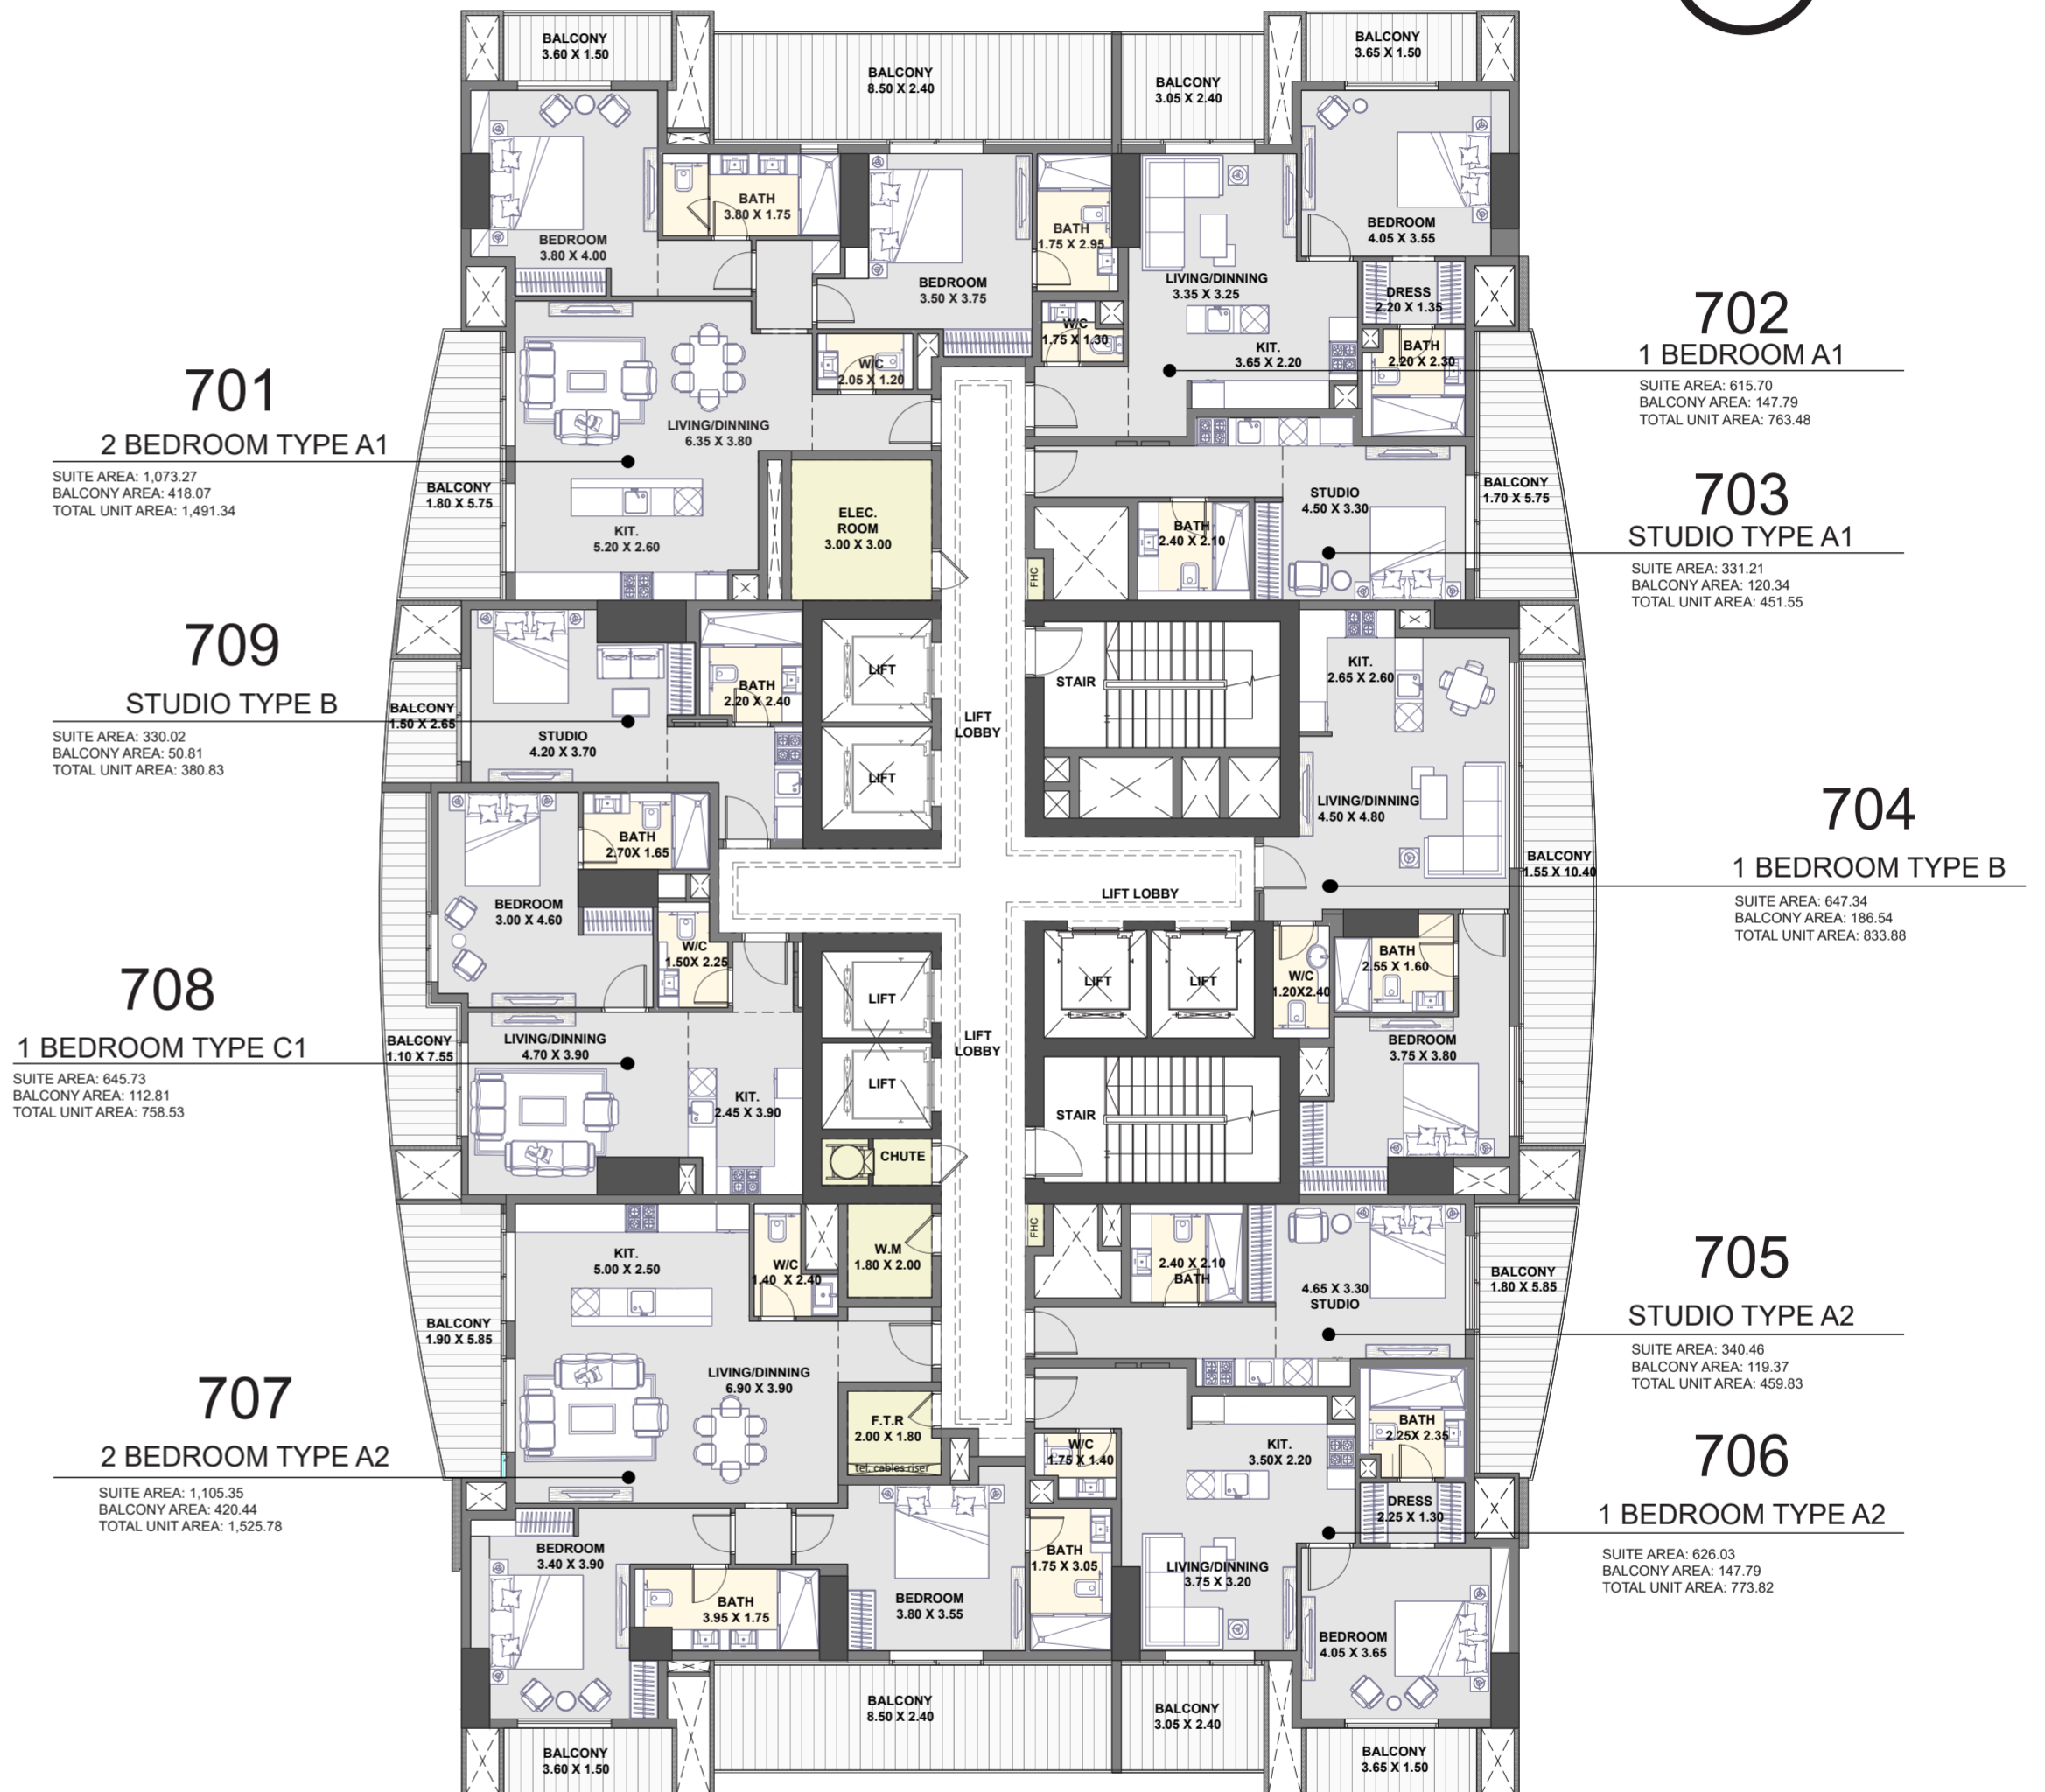 BALCONY
3.60 X 1.50
BALCONY
8.50 X 2.40
BALCONY
3.05 X 2.40
BALCONY
3.65 X 1.50
BEDROOM
3.80 X 4.00
BATH
3.80 X 1.75
BEDROOM
3.50 X 3.75
BATH
1.75 X 2.95
LIVING/DINNING
3.35 X 3.25
BEDROOM
4.05 X 3.55
DRESS
2.20 X 1.35
W/C
1.75 X 1.30
KIT.
3.65 X 2.20
BATH
2.20 X 2.30
W/C
2.05 X 1.20
702
1 BEDROOM A1
SUITE AREA: 615.70
BALCONY AREA: 147.79
TOTAL UNIT AREA: 763.48
701
2 BEDROOM TYPE A1
SUITE AREA: 1,073.27
BALCONY AREA: 418.07
TOTAL UNIT AREA: 1,491.34
LIVING/DINNING
6.35 X 3.80
BALCONY
1.80 X 5.75
KIT.
5.20 X 2.60
ELEC.
ROOM
3.00 X 3.00
FHC
BATH
2.40 X 2.10
STUDIO
4.50 X 3.30
BALCONY
1.70 X 5.75
703
STUDIO TYPE A1
SUITE AREA: 331.21
BALCONY AREA: 120.34
TOTAL UNIT AREA: 451.55
709
STUDIO TYPE B
SUITE AREA: 330.02
BALCONY AREA: 50.81
TOTAL UNIT AREA: 380.83
BALCONY
1.50 X 2.65
STUDIO
4.20 X 3.70
BATH
2.20 X 2.40
LIFT
LIFT
LIFT
LOBBY
STAIR
KIT.
2.65 X 2.60
LIVING/DINNING
4.50 X 4.80
BALCONY
1.55 X 10.40
704
1 BEDROOM TYPE B
SUITE AREA: 647.34
BALCONY AREA: 186.54
TOTAL UNIT AREA: 833.88
BATH
2.70X 1.65
BEDROOM
3.00 X 4.60
W/C
1.50X 2.25
LIFT LOBBY
LIFT
LIFT
W/C
1.20X2.40
BATH
2.55 X 1.60
BEDROOM
3.75 X 3.80
708
1 BEDROOM TYPE C1
SUITE AREA: 645.73
BALCONY AREA: 112.81
TOTAL UNIT AREA: 758.53
BALCONY
1.10 X 7.55
LIVING/DINNING
4.70 X 3.90
KIT.
2.45 X 3.90
LIFT
LIFT
LIFT
LOBBY
CHUTE
STAIR
KIT.
5.00 X 2.50
W/C
1.40 X 2.40
W.M
1.80 X 2.00
FHC
2.40 X 2.10
BATH
4.65 X 3.30
STUDIO
BALCONY
1.80 X 5.85
705
STUDIO TYPE A2
SUITE AREA: 340.46
BALCONY AREA: 119.37
TOTAL UNIT AREA: 459.83
BALCONY
1.90 X 5.85
707
2 BEDROOM TYPE A2
SUITE AREA: 1,105.35
BALCONY AREA: 420.44
TOTAL UNIT AREA: 1,525.78
LIVING/DINNING
6.90 X 3.90
F.T.R
2.00 X 1.80
tel. cables riser
W/C
1.75 X 1.40
KIT.
3.50X 2.20
BATH
2.25X 2.35
DRESS
2.25 X 1.30
706
1 BEDROOM TYPE A2
SUITE AREA: 626.03
BALCONY AREA: 147.79
TOTAL UNIT AREA: 773.82
BEDROOM
3.40 X 3.90
BATH
3.95 X 1.75
BEDROOM
3.80 X 3.55
BATH
1.75 X 3.05
LIVING/DINNING
3.75 X 3.20
BEDROOM
4.05 X 3.65
BALCONY
3.60 X 1.50
BALCONY
8.50 X 2.40
BALCONY
3.05 X 2.40
BALCONY
3.65 X 1.50